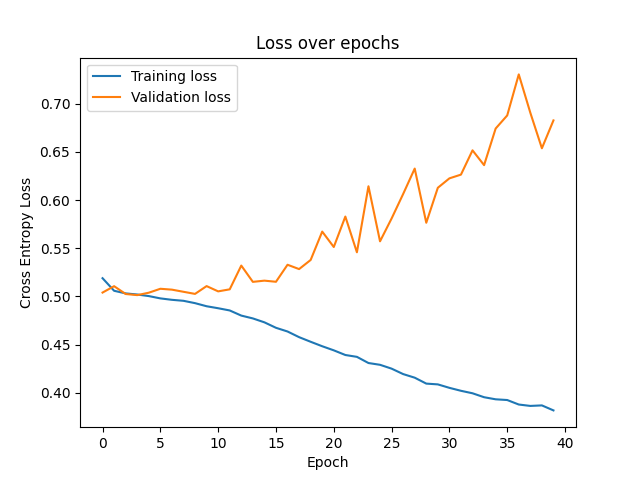 Loss over epochs
Training loss
Validation loss
0.70
0.65
0.60
0.55
0.50
0.45
0.40
Cross Entropy Loss
0 5 10 15 20 25 30 35 40
Epoch